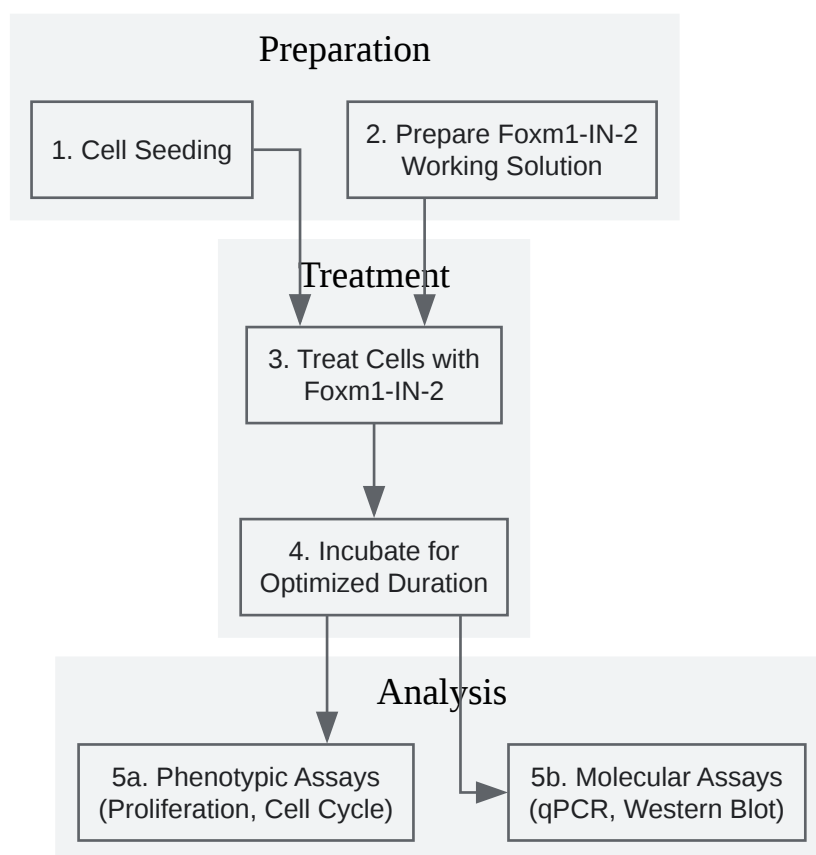 Preparation
1. Cell Seeding
2. Prepare Foxm1-IN-2
Working Solution
Treatment
3. Treat Cells with
Foxm1-IN-2
4. Incubate for
Optimized Duration
Analysis
5a. Phenotypic Assays
(Proliferation, Cell Cycle)
5b. Molecular Assays
(qPCR, Western Blot)